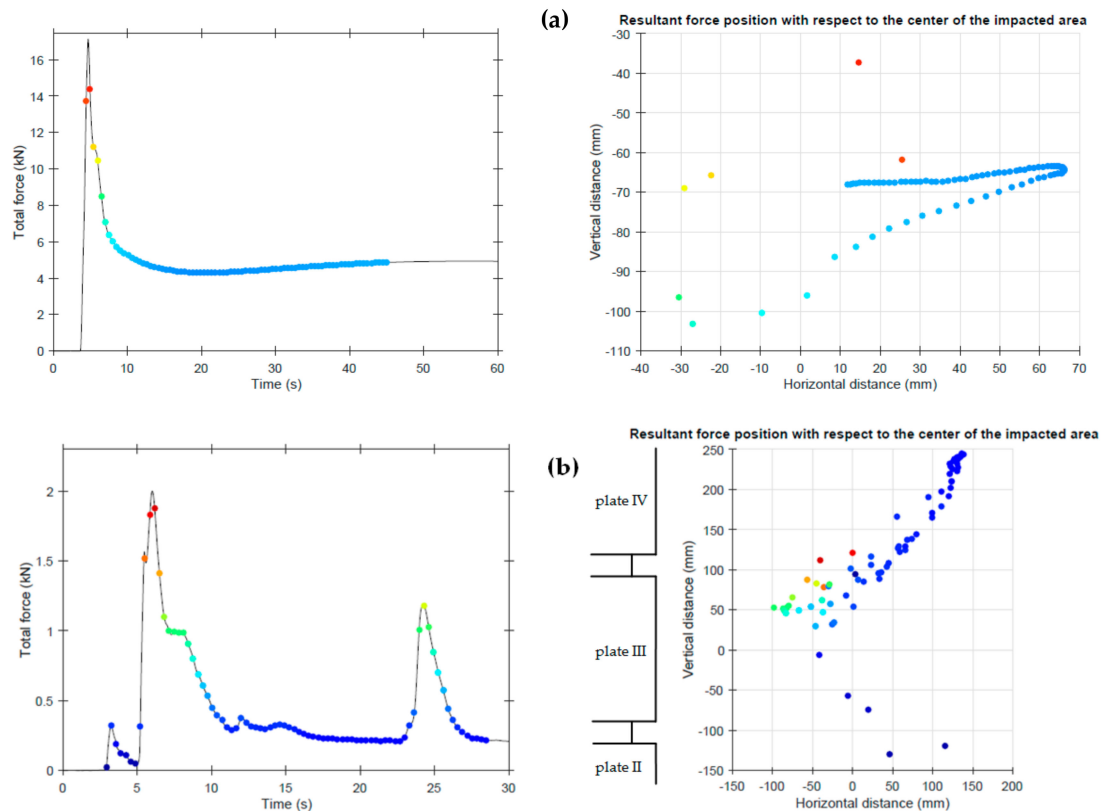 (a)
Total force (kN)
16
14
12
10
8
6
4
2
0
0 10 20 30 40 50 60
Time (s)
Resultant force position with respect to the center of the impacted area
Vertical distance (mm)
-30
-40
-50
-60
-70
-80
-90
-100
-110
-40 -30 -20 -10 0 10 20 30 40 50 60 70
Horizontal distance (mm)
(b)
Total force (kN)
2
1.5
1
0.5
0
0 5 10 15 20 25 30
Time (s)
plate IV
plate III
plate II
Resultant force position with respect to the center of the impacted area
Vertical distance (mm)
250
200
150
100
50
0
-50
-100
-150
-150 -100 -50 0 50 100 150 200
Horizontal distance (mm)